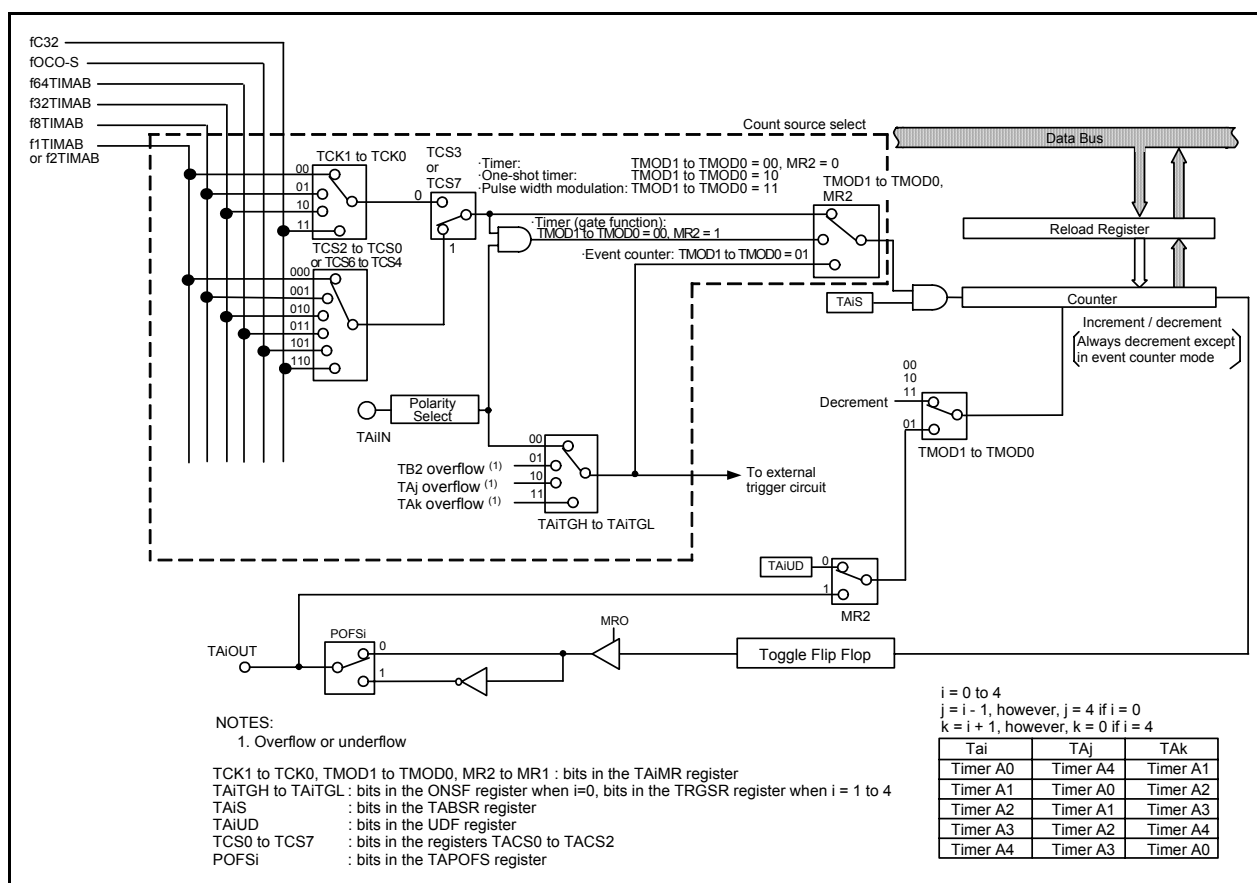 fC32
fOCO-S
f64TIMAB
f32TIMAB
f8TIMAB
f1TIMAB
or f2TIMAB
Count source select
TCK1 to TCK0
00
01
10
11
TCS2 to TCS0
or TCS6 to TCS4
000
001
010
011
101
110
TCS3
or
TCS7
0
1
·Timer: TMOD1 to TMOD0 = 00, MR2 = 0
·One-shot timer: TMOD1 to TMOD0 = 10
·Pulse width modulation: TMOD1 to TMOD0 = 11
·Timer (gate function):
TMOD1 to TMOD0 = 00, MR2 = 1
·Event counter: TMOD1 to TMOD0 = 01
TMOD1 to TMOD0,
MR2
Data Bus
Reload Register
Counter
TAiS
Increment / decrement
Always decrement except
in event counter mode
TAiIN
Polarity
Select
00
01
10
11
TB2 overflow (1)
TAj overflow (1)
TAk overflow (1)
TAiTGH to TAiTGL
To external
trigger circuit
00
10
11
Decrement
01
TMOD1 to TMOD0
TAiUD
0
1
MR2
TAiOUT
POFSi
0
1
MRO
Toggle Flip Flop
NOTES:
1. Overflow or underflow
TCK1 to TCK0, TMOD1 to TMOD0, MR2 to MR1 : bits in the TAiMR register
TAiTGH to TAiTGL : bits in the ONSF register when i=0, bits in the TRGSR register when i = 1 to 4
TAiS : bits in the TABSR register
TAiUD : bits in the UDF register
TCS0 to TCS7 : bits in the registers TACS0 to TACS2
POFSi : bits in the TAPOFS register
i = 0 to 4
j = i - 1, however, j = 4 if i = 0
k = i + 1, however, k = 0 if i = 4
Tai TAj TAk
Timer A0 Timer A4 Timer A1
Timer A1 Timer A0 Timer A2
Timer A2 Timer A1 Timer A3
Timer A3 Timer A2 Timer A4
Timer A4 Timer A3 Timer A0